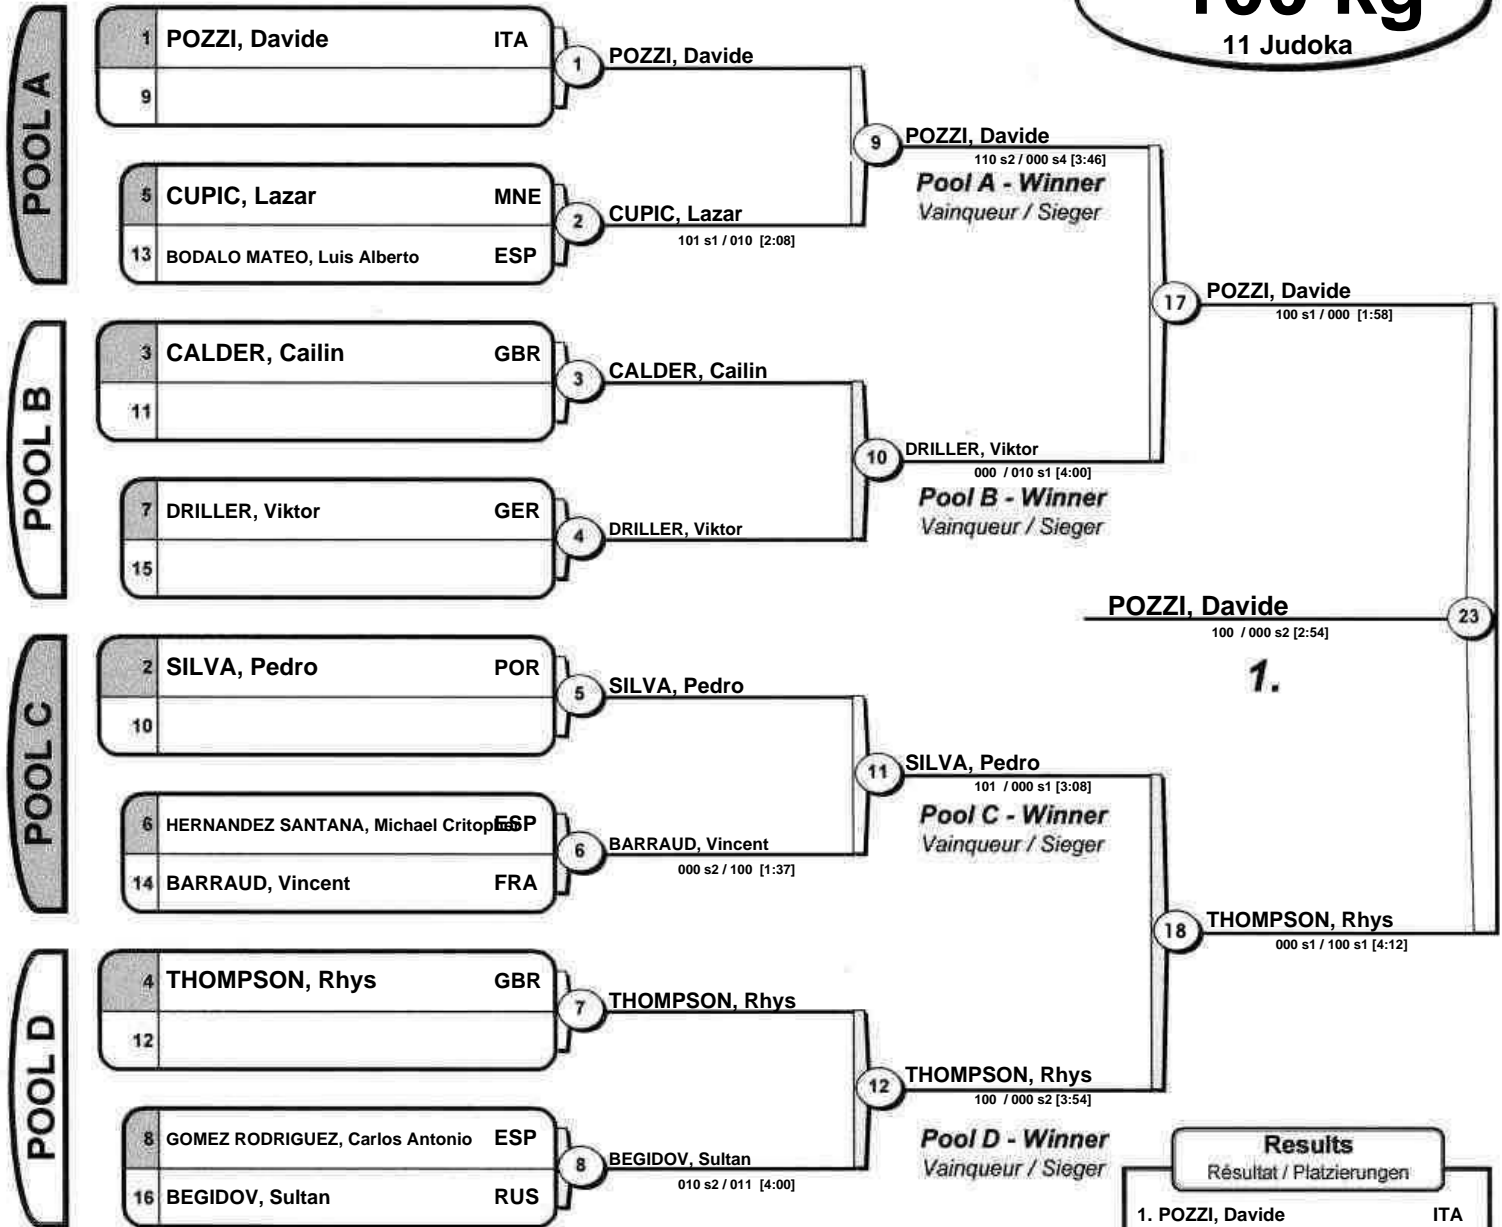 100 kg
11 Judoka
POOL A
1 POZZI, Davide ITA
9
1
POZZI, Davide
5 CUPIC, Lazar MNE
13 BODALO MATEO, Luis Alberto ESP
2
CUPIC, Lazar
101 s1 / 010 [2:08]
9
POZZI, Davide
110 s2 / 000 s4 [3:46]
Pool A - Winner
Vainqueur / Sieger
POOL B
3 CALDER, Cailin GBR
11
3
CALDER, Cailin
7 DRILLER, Viktor GER
15
4
DRILLER, Viktor
10
DRILLER, Viktor
000 / 010 s1 [4:00]
Pool B - Winner
Vainqueur / Sieger
17
POZZI, Davide
100 s1 / 000 [1:58]
POZZI, Davide
100 / 000 s2 [2:54]
1.
23
POOL C
2 SILVA, Pedro POR
10
5
SILVA, Pedro
6 HERNANDEZ SANTANA, Michael Critopher ESP
14 BARRAUD, Vincent FRA
6
BARRAUD, Vincent
000 s2 / 100 [1:37]
11
SILVA, Pedro
101 / 000 s1 [3:08]
Pool C - Winner
Vainqueur / Sieger
18
THOMPSON, Rhys
000 s1 / 100 s1 [4:12]
POOL D
4 THOMPSON, Rhys GBR
12
7
THOMPSON, Rhys
8 GOMEZ RODRIGUEZ, Carlos Antonio ESP
16 BEGIDOV, Sultan RUS
8
BEGIDOV, Sultan
010 s2 / 011 [4:00]
12
THOMPSON, Rhys
100 / 000 s2 [3:54]
Pool D - Winner
Vainqueur / Sieger
Results
Résultat / Platzierungen
1. POZZI, Davide ITA